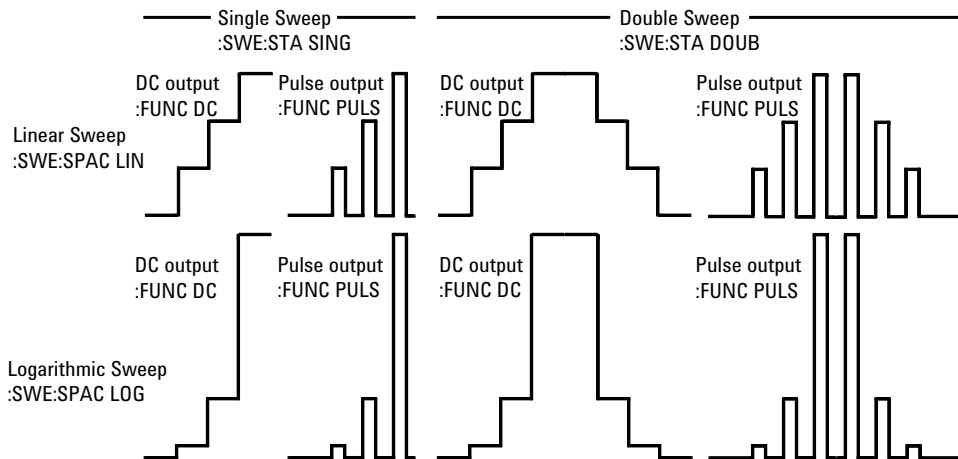 Single Sweep
:SWE:STA SING
Double Sweep
:SWE:STA DOUB
DC output
:FUNC DC
Pulse output
:FUNC PULS
DC output
:FUNC DC
Pulse output
:FUNC PULS
Linear Sweep
:SWE:SPAC LIN
DC output
:FUNC DC
Pulse output
:FUNC PULS
DC output
:FUNC DC
Pulse output
:FUNC PULS
Logarithmic Sweep
:SWE:SPAC LOG